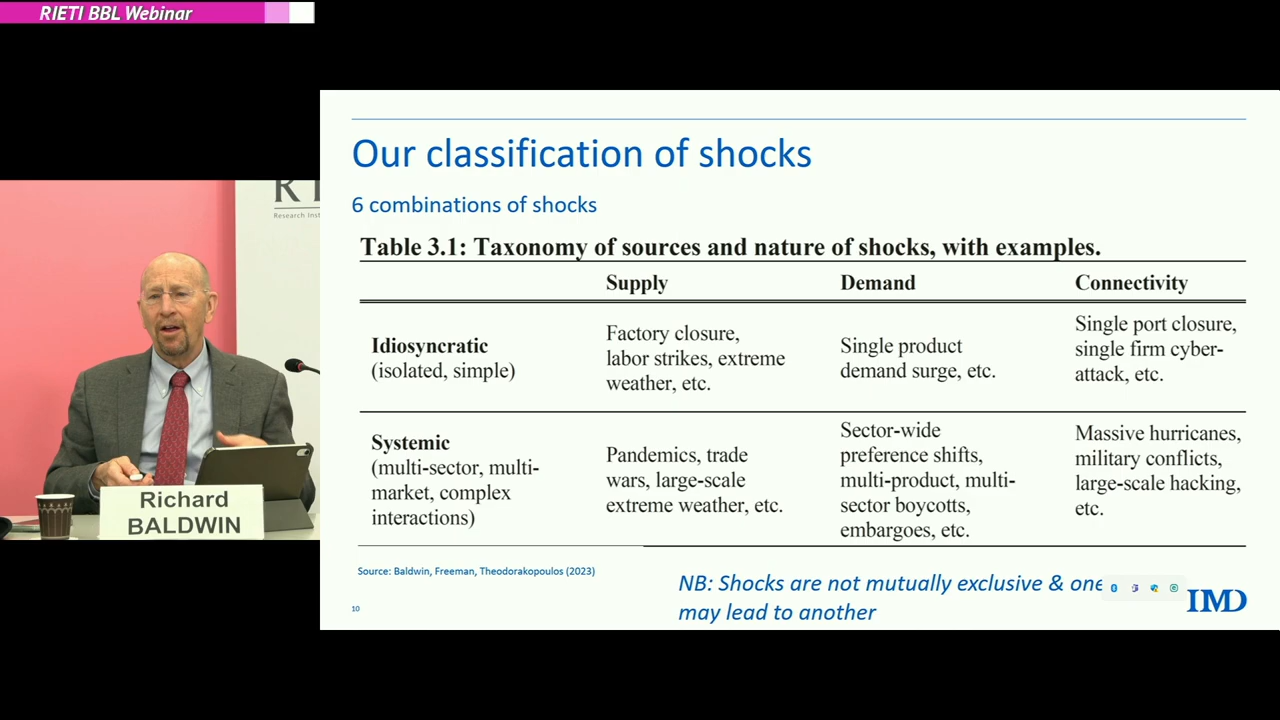 RIETI BBL Webinar
Research Inst
Richard
BALDWIN
Our classification of shocks
6 combinations of shocks
Table 3.1: Taxonomy of sources and nature of shocks, with examples.
Supply Demand Connectivity
Idiosyncratic
(isolated, simple)
Factory closure,
labor strikes, extreme
weather, etc.
Single product
demand surge, etc.
Single port closure,
single firm cyber-
attack, etc.
Systemic
(multi-sector, multi-
market, complex
interactions)
Pandemics, trade
wars, large-scale
extreme weather, etc.
Sector-wide
preference shifts,
multi-product, multi-
sector boycotts,
embargoes, etc.
Massive hurricanes,
military conflicts,
large-scale hacking,
etc.
Source: Baldwin, Freeman, Theodorakopoulos (2023)
NB: Shocks are not mutually exclusive & one
may lead to another
10
IMD